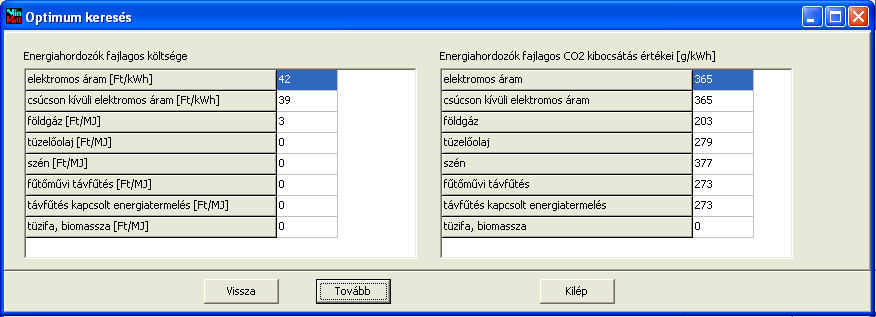 Win Watt Optimum keresés
Energiahordozók fajlagos költsége
elektromos áram [Ft/kWh] 42
csúcson kívüli elektromos áram [Ft/kWh] 39
földgáz [Ft/MJ] 3
tüzelőolaj [Ft/MJ] 0
szén [Ft/MJ] 0
fűtőművi távfűtés [Ft/MJ] 0
távfűtés kapcsolt energiatermelés [Ft/MJ] 0
tüzifa, biomassza [Ft/MJ] 0
Energiahordozók fajlagos CO2 kibocsátás értékei [g/kWh]
elektromos áram 365
csúcson kívüli elektromos áram 365
földgáz 203
tüzelőolaj 279
szén 377
fűtőművi távfűtés 273
távfűtés kapcsolt energiatermelés 273
tüzifa, biomassza 0
Vissza Tovább Kilép